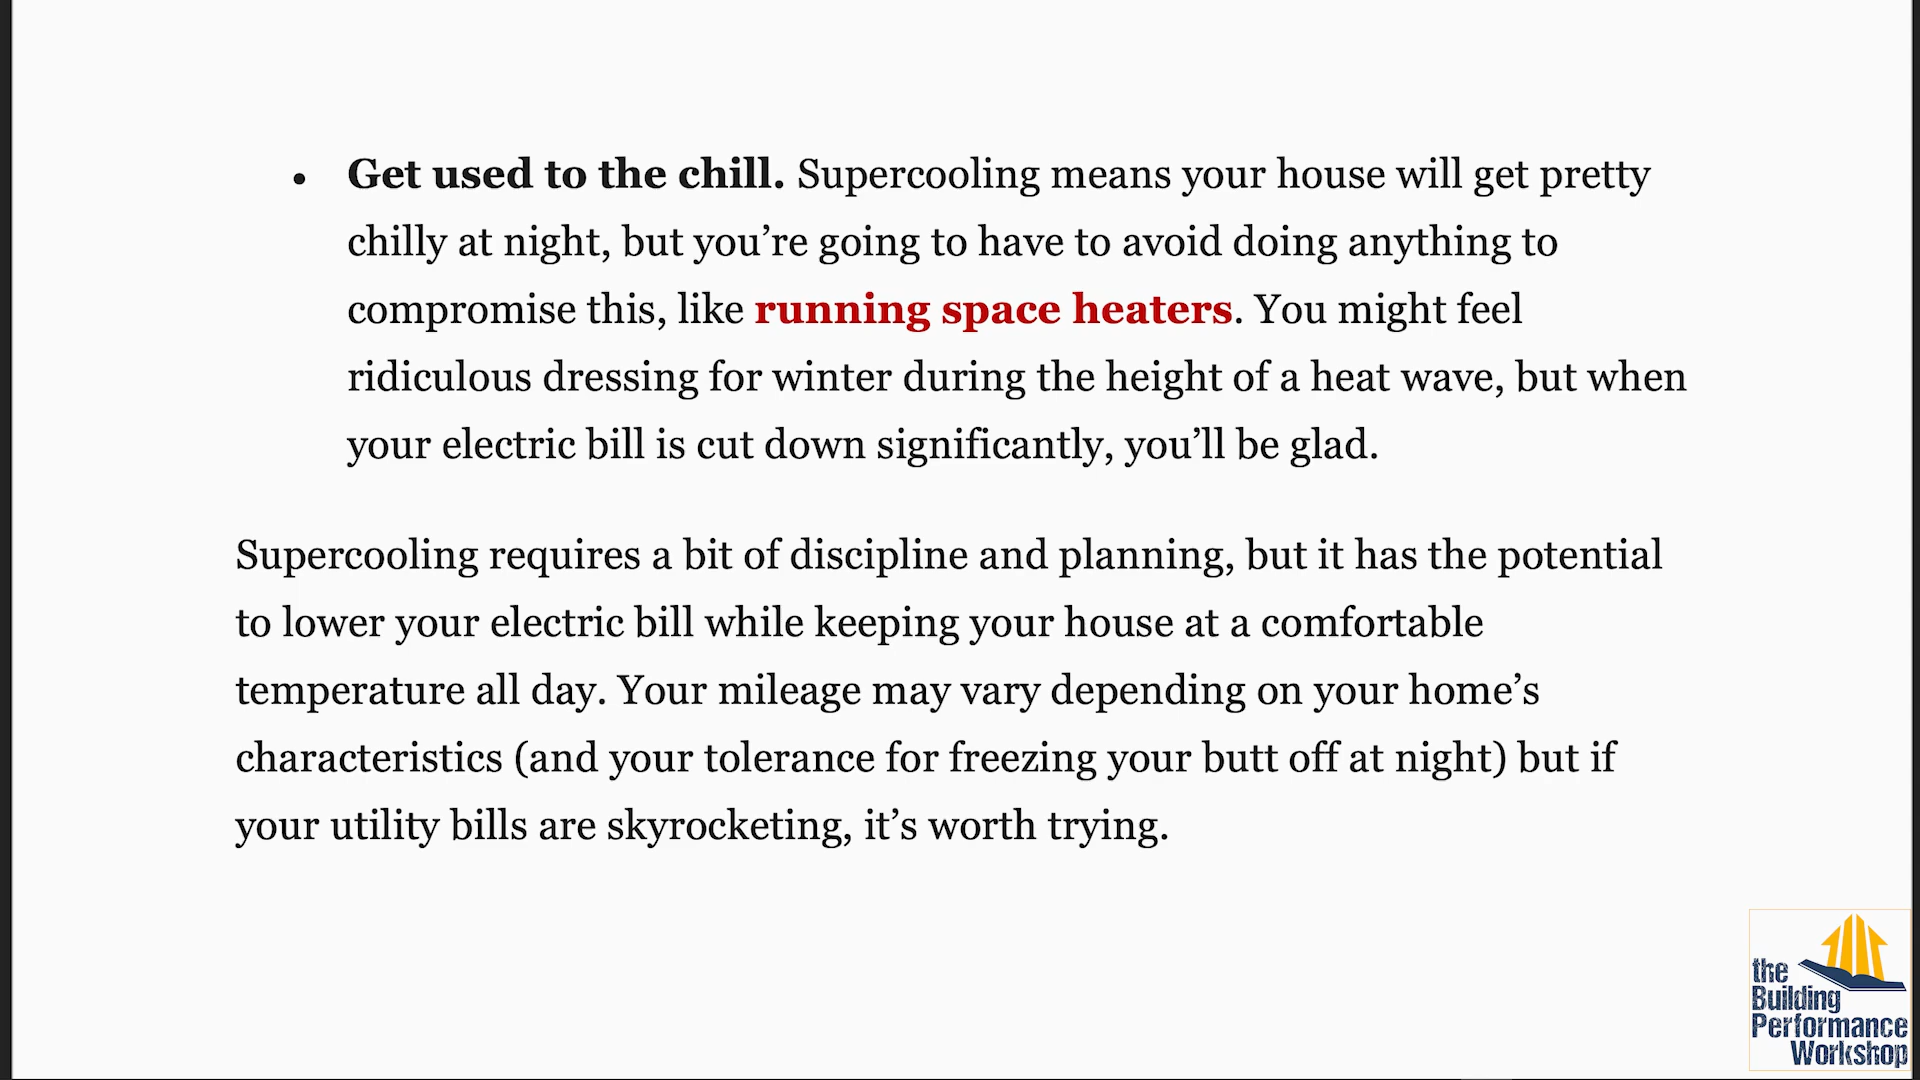 • Get used to the chill. Supercooling means your house will get pretty
chilly at night, but you’re going to have to avoid doing anything to
compromise this, like running space heaters. You might feel
ridiculous dressing for winter during the height of a heat wave, but when
your electric bill is cut down significantly, you’ll be glad.
Supercooling requires a bit of discipline and planning, but it has the potential
to lower your electric bill while keeping your house at a comfortable
temperature all day. Your mileage may vary depending on your home’s
characteristics (and your tolerance for freezing your butt off at night) but if
your utility bills are skyrocketing, it’s worth trying.
the
Building
Performance
Workshop